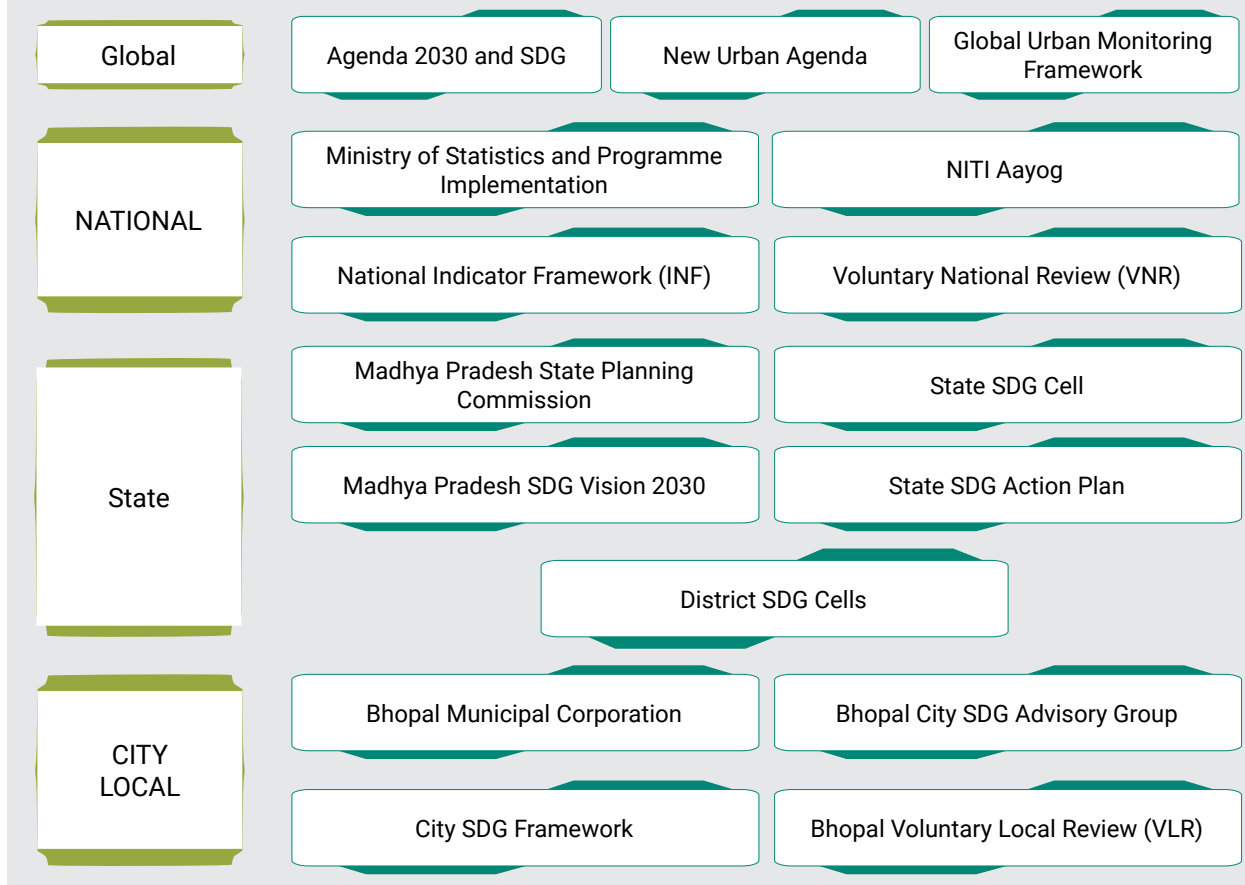 Global
Agenda 2030 and SDG
New Urban Agenda
Global Urban Monitoring
Framework
NATIONAL
Ministry of Statistics and Programme
Implementation
NITI Aayog
National Indicator Framework (INF)
Voluntary National Review (VNR)
State
Madhya Pradesh State Planning
Commission
State SDG Cell
Madhya Pradesh SDG Vision 2030
State SDG Action Plan
District SDG Cells
CITY
LOCAL
Bhopal Municipal Corporation
Bhopal City SDG Advisory Group
City SDG Framework
Bhopal Voluntary Local Review (VLR)